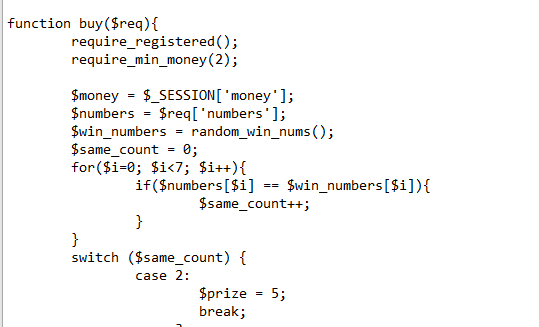 function buy($req){
require_registered();
require_min_money(2);
$money = $_SESSION['money'];
$numbers = $req['numbers'];
$win_numbers = random_win_nums();
$same_count = 0;
for($i=0; $i<7; $i++){
if($numbers[$i] == $win_numbers[$i]){
$same_count++;
}
}
switch ($same_count) {
case 2:
$prize = 5;
break;